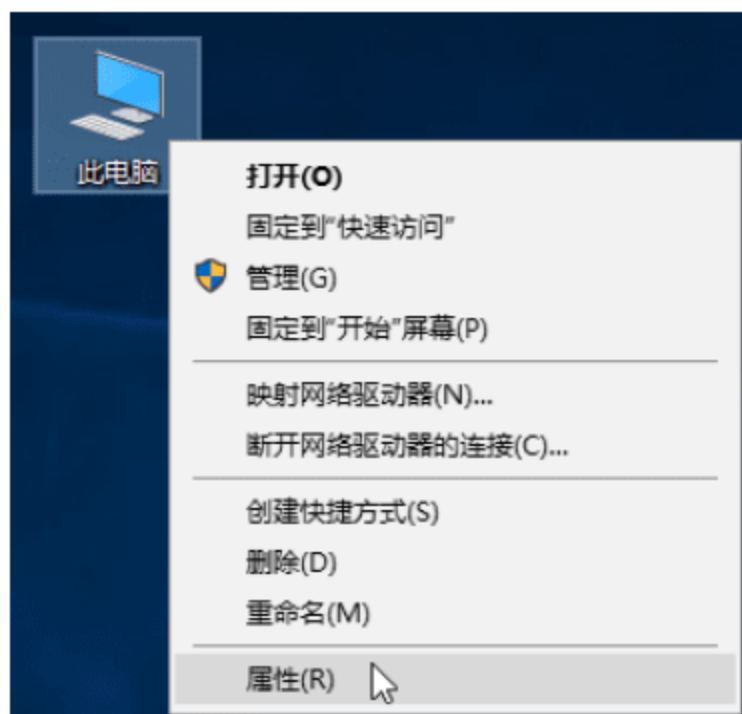 此电脑
打开(O)
固定到"快速访问"
管理(G)
固定到"开始"屏幕(P)
映射网络驱动器(N)...
断开网络驱动器的连接(C)...
创建快捷方式(S)
删除(D)
重命名(M)
属性(R)